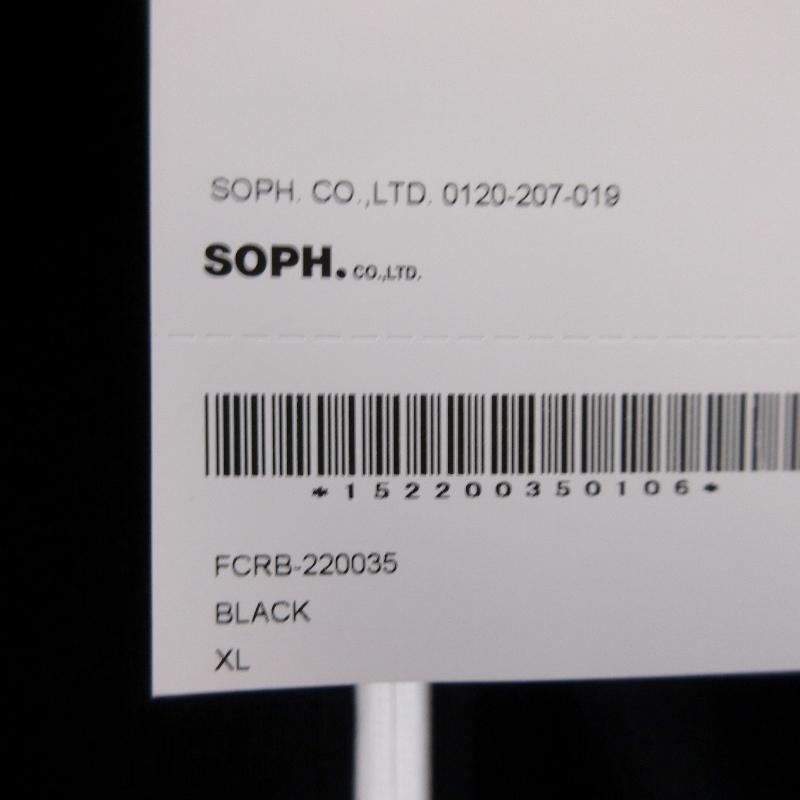 SOPH. CO.,LTD. 0120-207-019
SOPH. CO.,LTD.
*152200350106*
FCRB-220035
BLACK
XL